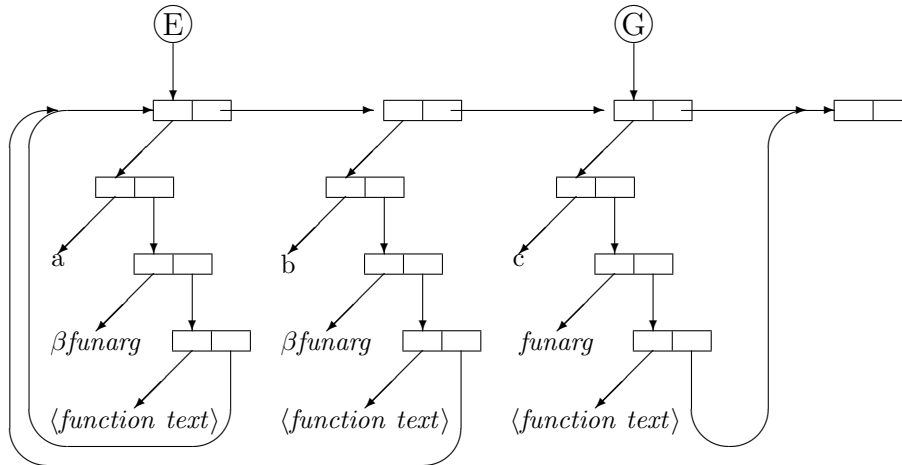 E G
a b c
βfunarg βfunarg funarg
⟨function text⟩ ⟨function text⟩ ⟨function text⟩